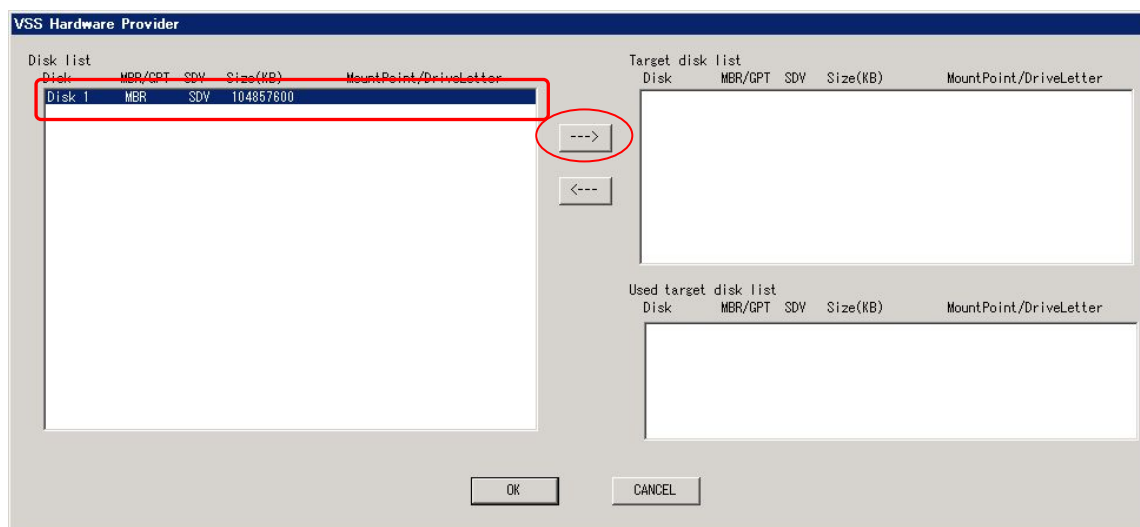 VSS Hardware Provider
Disk list
Disk MBR/GPT SDV Size(KB) MountPoint/DriveLetter
Disk 1 MBR SDV 104857600
--->
<---
Target disk list
Disk MBR/GPT SDV Size(KB) MountPoint/DriveLetter
Used target disk list
Disk MBR/GPT SDV Size(KB) MountPoint/DriveLetter
OK CANCEL